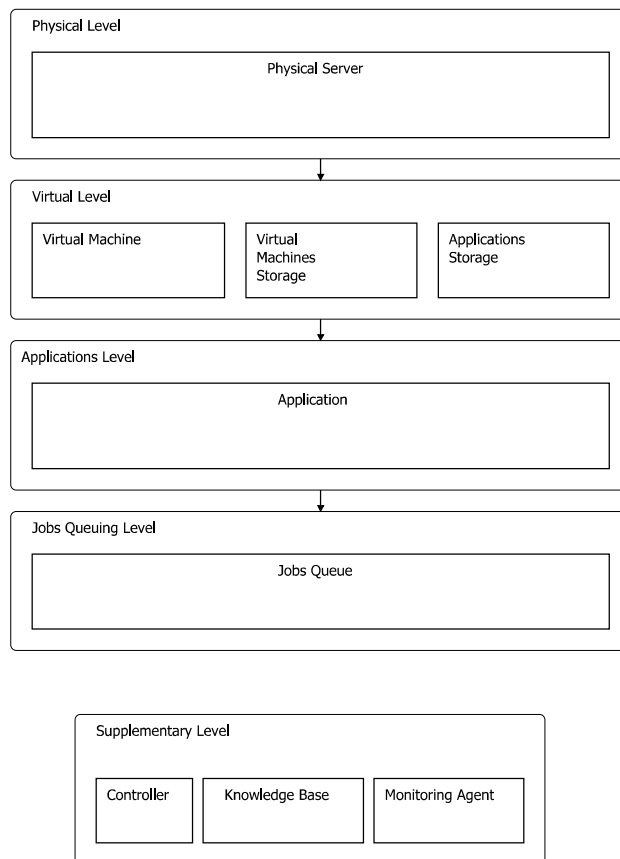 Physical Level
Physical Server
Virtual Level
Virtual Machine
Virtual
Machines
Storage
Applications
Storage
Applications Level
Application
Jobs Queuing Level
Jobs Queue
Supplementary Level
Controller
Knowledge Base
Monitoring Agent